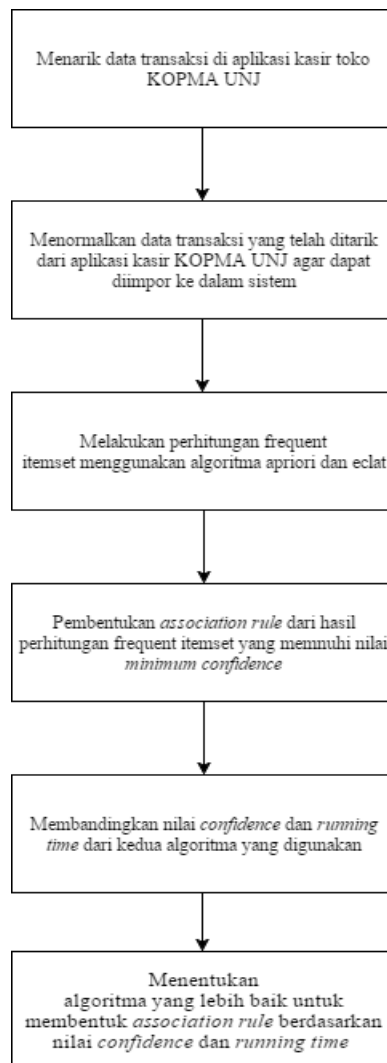 Menarik data transaksi di aplikasi kasir toko
KOPMA UNJ
Menormalkan data transaksi yang telah ditarik
dari aplikasi kasir KOPMA UNJ agar dapat
diimpor ke dalam sistem
Melakukan perhitungan frequent
itemset menggunakan algoritma apriori dan eclat
Pembentukan association rule dari hasil
perhitungan frequent itemset yang memnuhi nilai
minimum confidence
Membandingkan nilai confidence dan running
time dari kedua algoritma yang digunakan
Menentukan
algoritma yang lebih baik untuk
membentuk association rule berdasarkan
nilai confidence dan running time